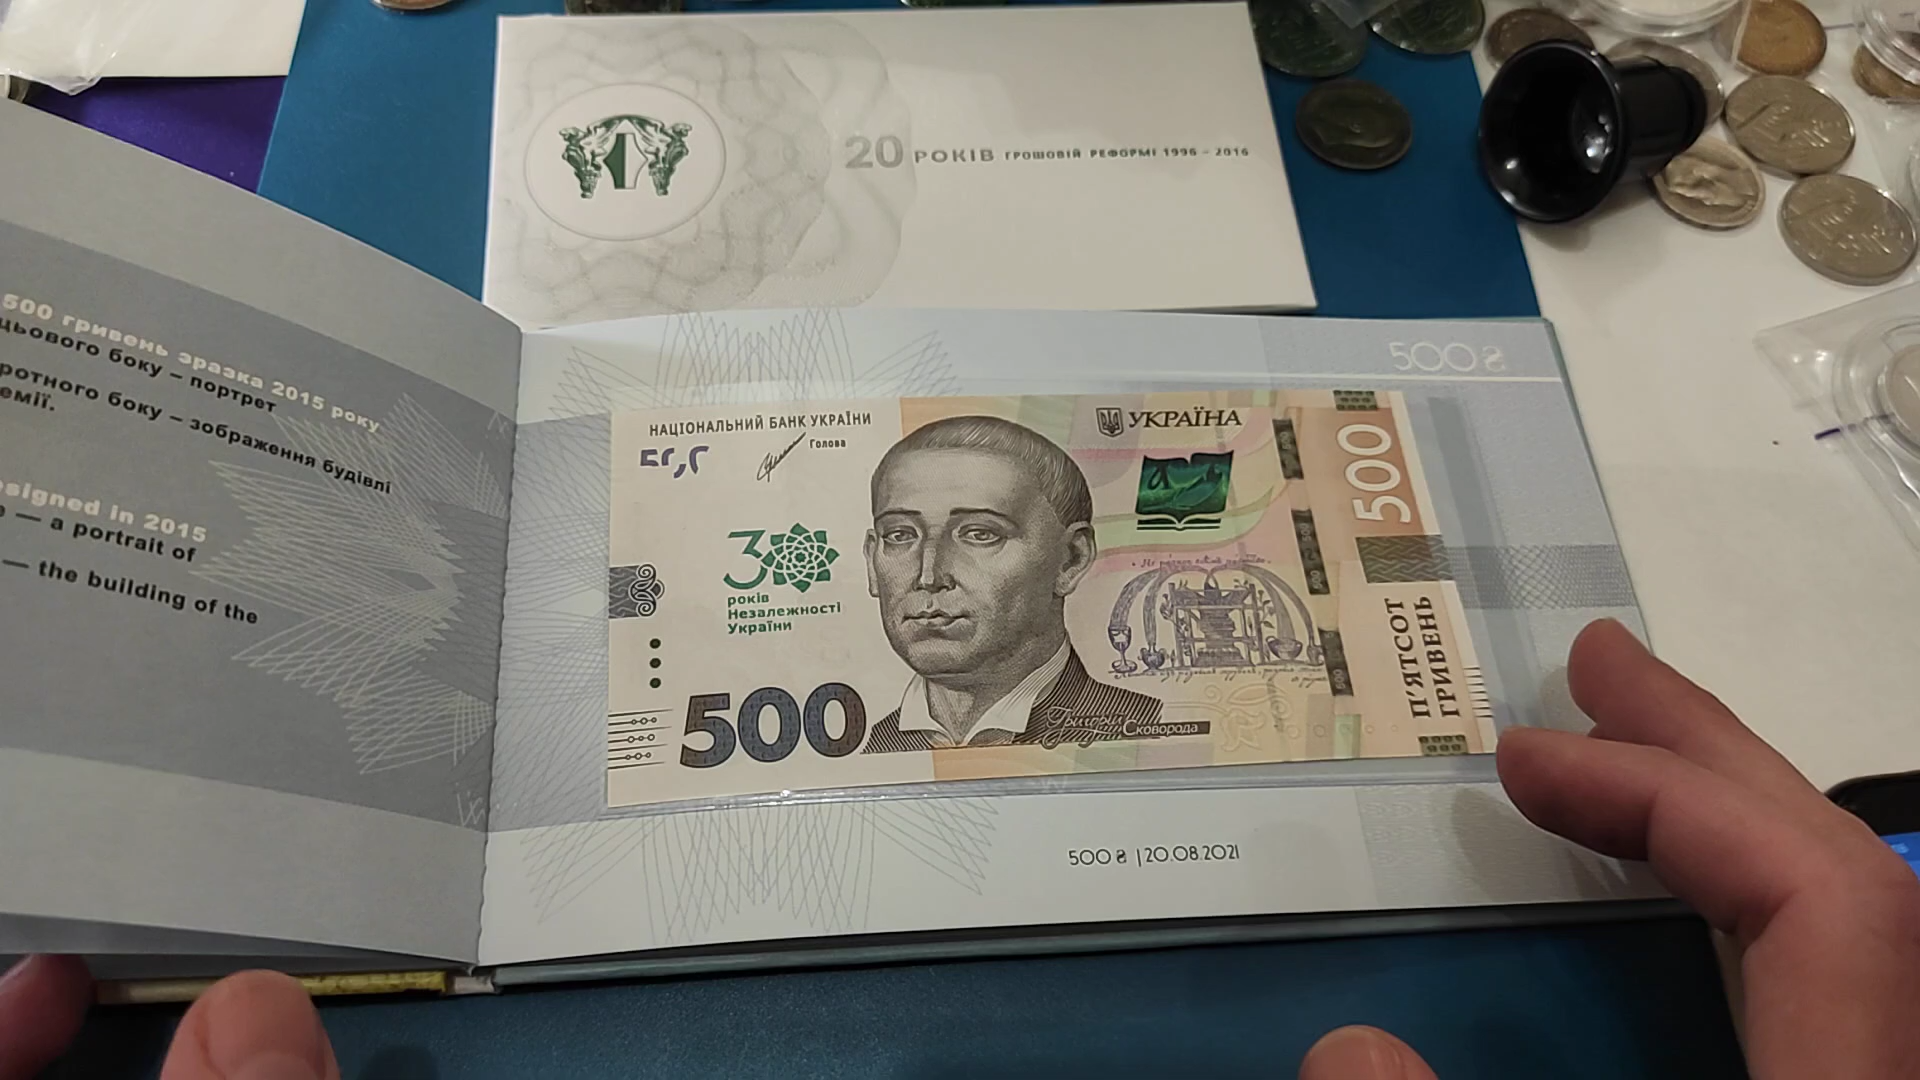 20 РОКІВ ГРОШОВІЙ РЕФОРМІ 1996 - 2016
500 гривень зразка 2015 року
цьового боку – портрет
ротного боку – зображення будівлі
емії.
esigned in 2015
e — a portrait of
— the building of the
500₴
НАЦІОНАЛЬНИЙ БАНК УКРАЇНИ
Голова
УКРАЇНА
500
30
років
Незалежності
України
500
Григорій Сковорода
П'ЯТСОТ
ГРИВЕНЬ
500 ₴ | 20.08.2021